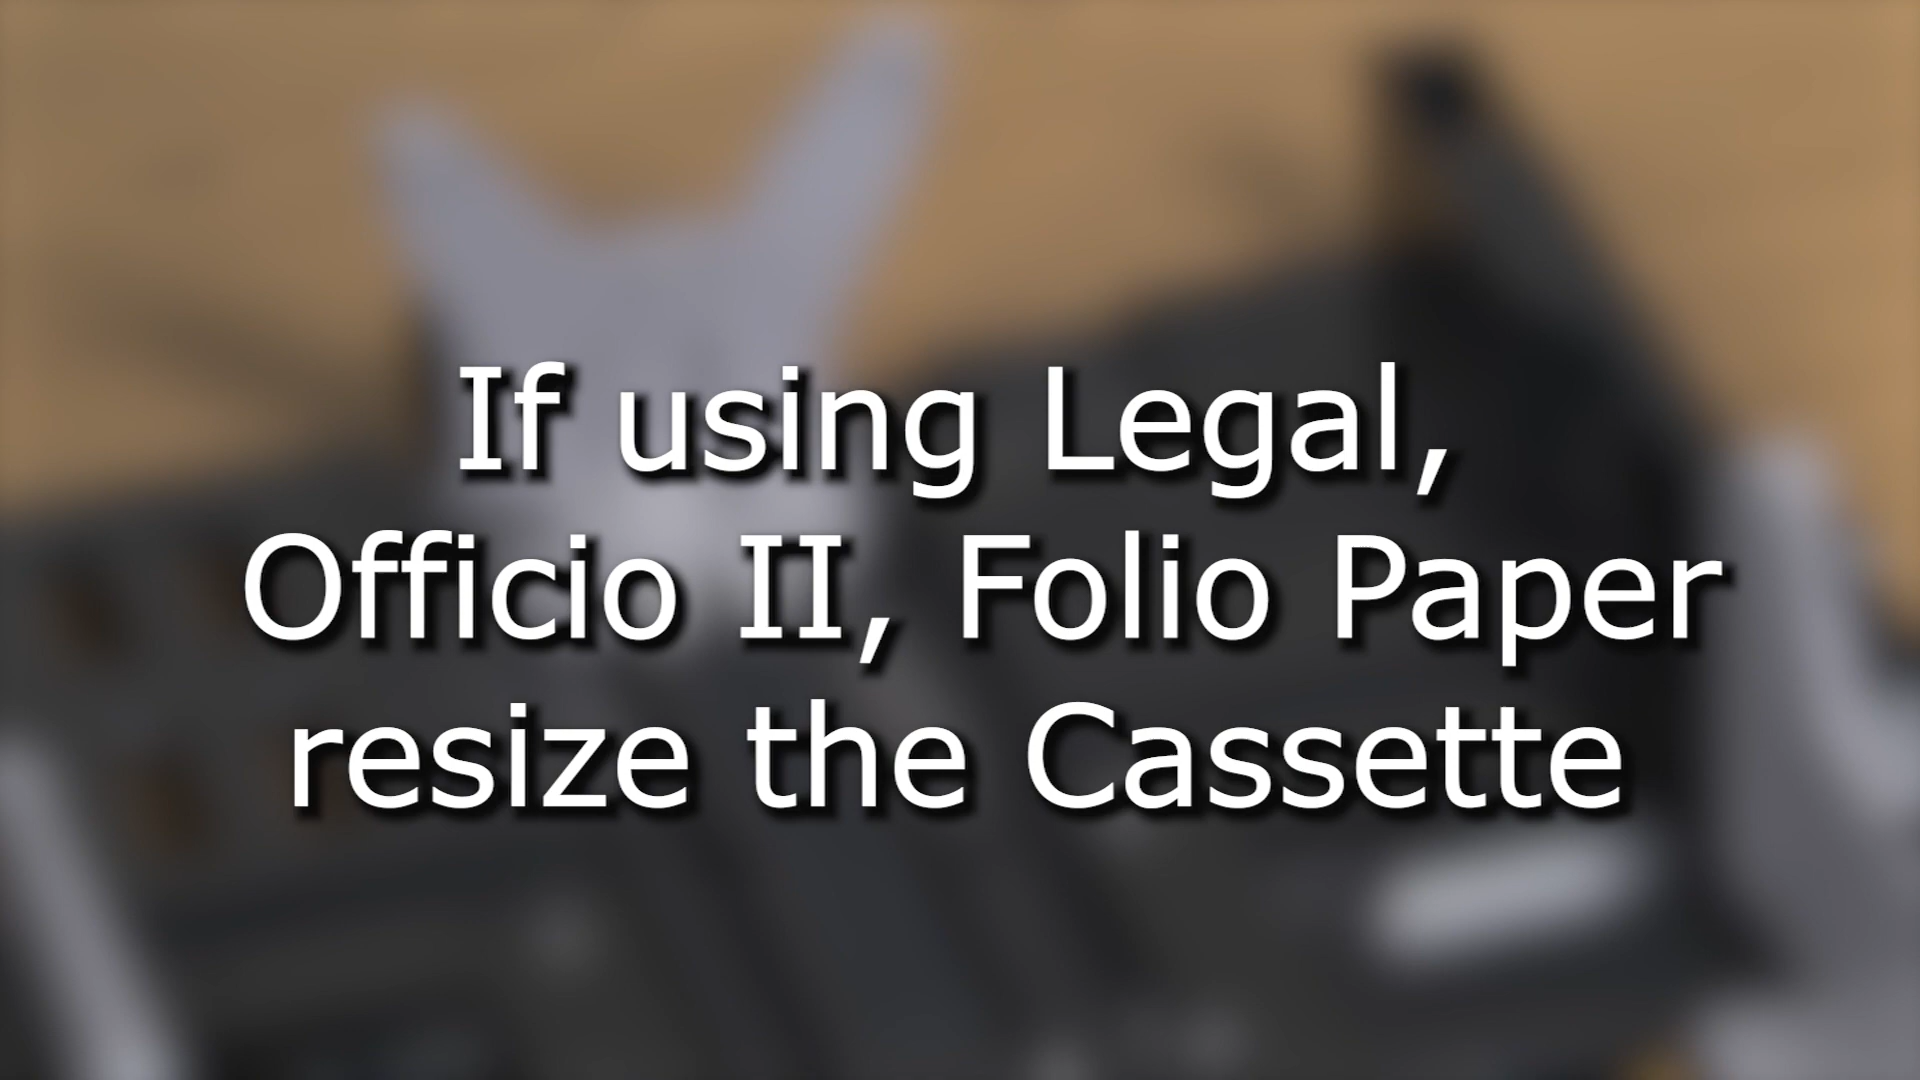 If using Legal,
Officio II, Folio Paper
resize the Cassette